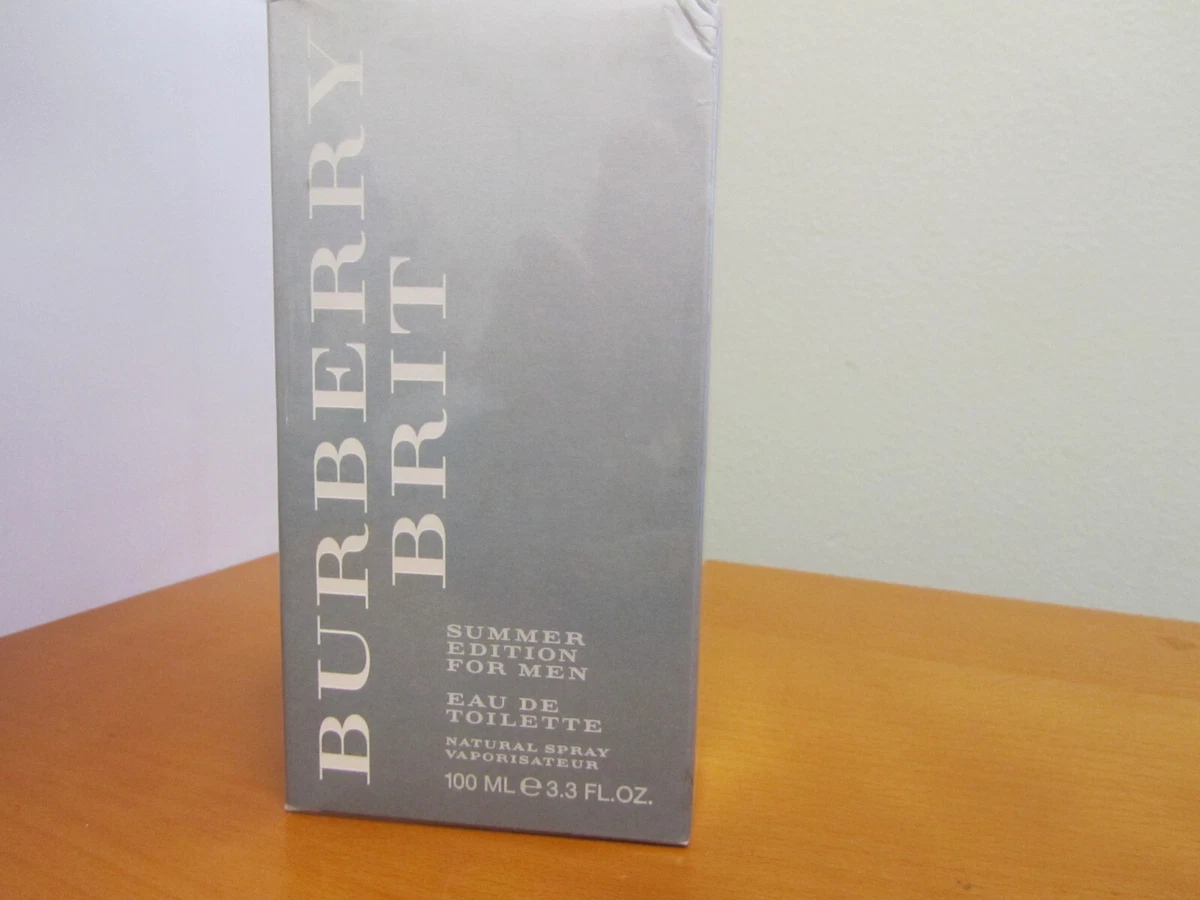 BURBERRY
BRIT
SUMMER
EDITION
FOR MEN
EAU DE
TOILETTE
NATURAL SPRAY
VAPORISATEUR
100 ML ℮ 3.3 FL.OZ.